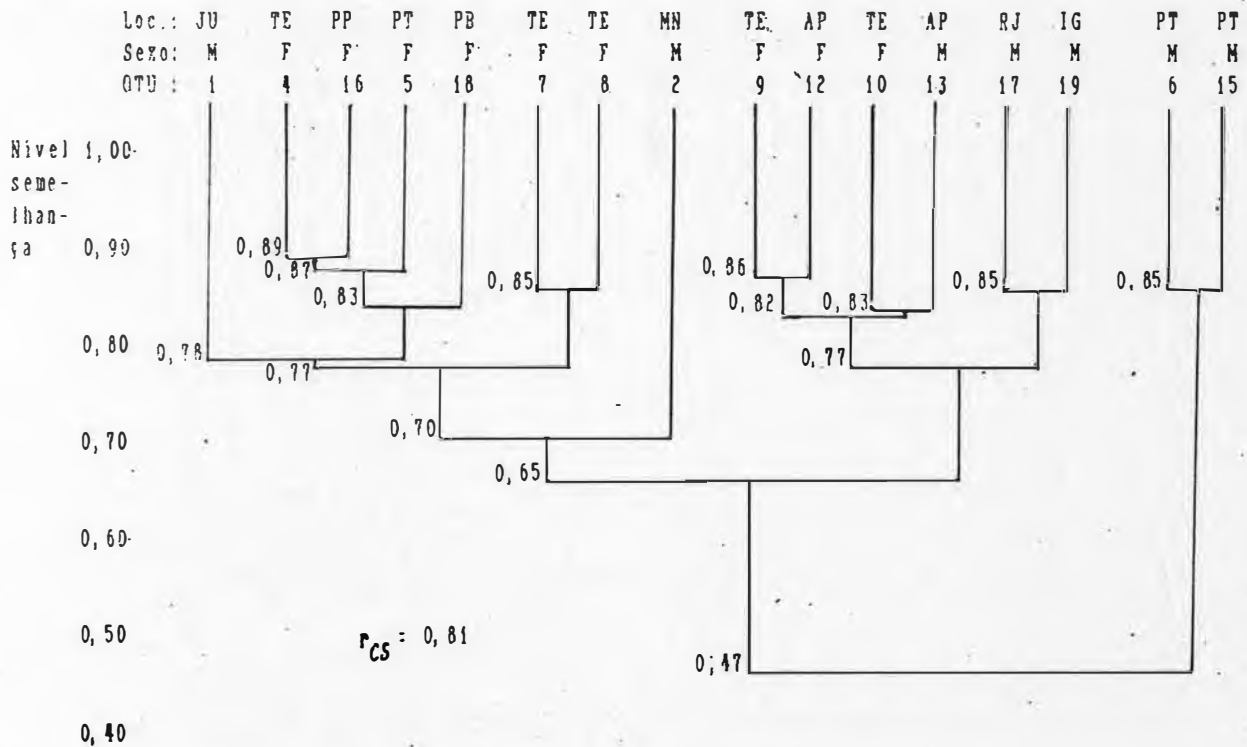 Loc.: JU TE PP PT PB TE TE MN TE AP TE AP RJ IG PT PT
Sexo: M F F F F F F M F F F M M M M M
OTU : 1 4 16 5 18 7 8 2 9 12 10 13 17 19 6 15
Nivel 1,00
seme-
lhan-
ça 0,99
0,89
0,87
0,85
0,86
0,85
0,85
0,83
0,82
0,83
0,80
0,78
0,77
0,77
0,70
0,70
0,65
0,60
0,50
rCS = 0,81
0,47
0,40